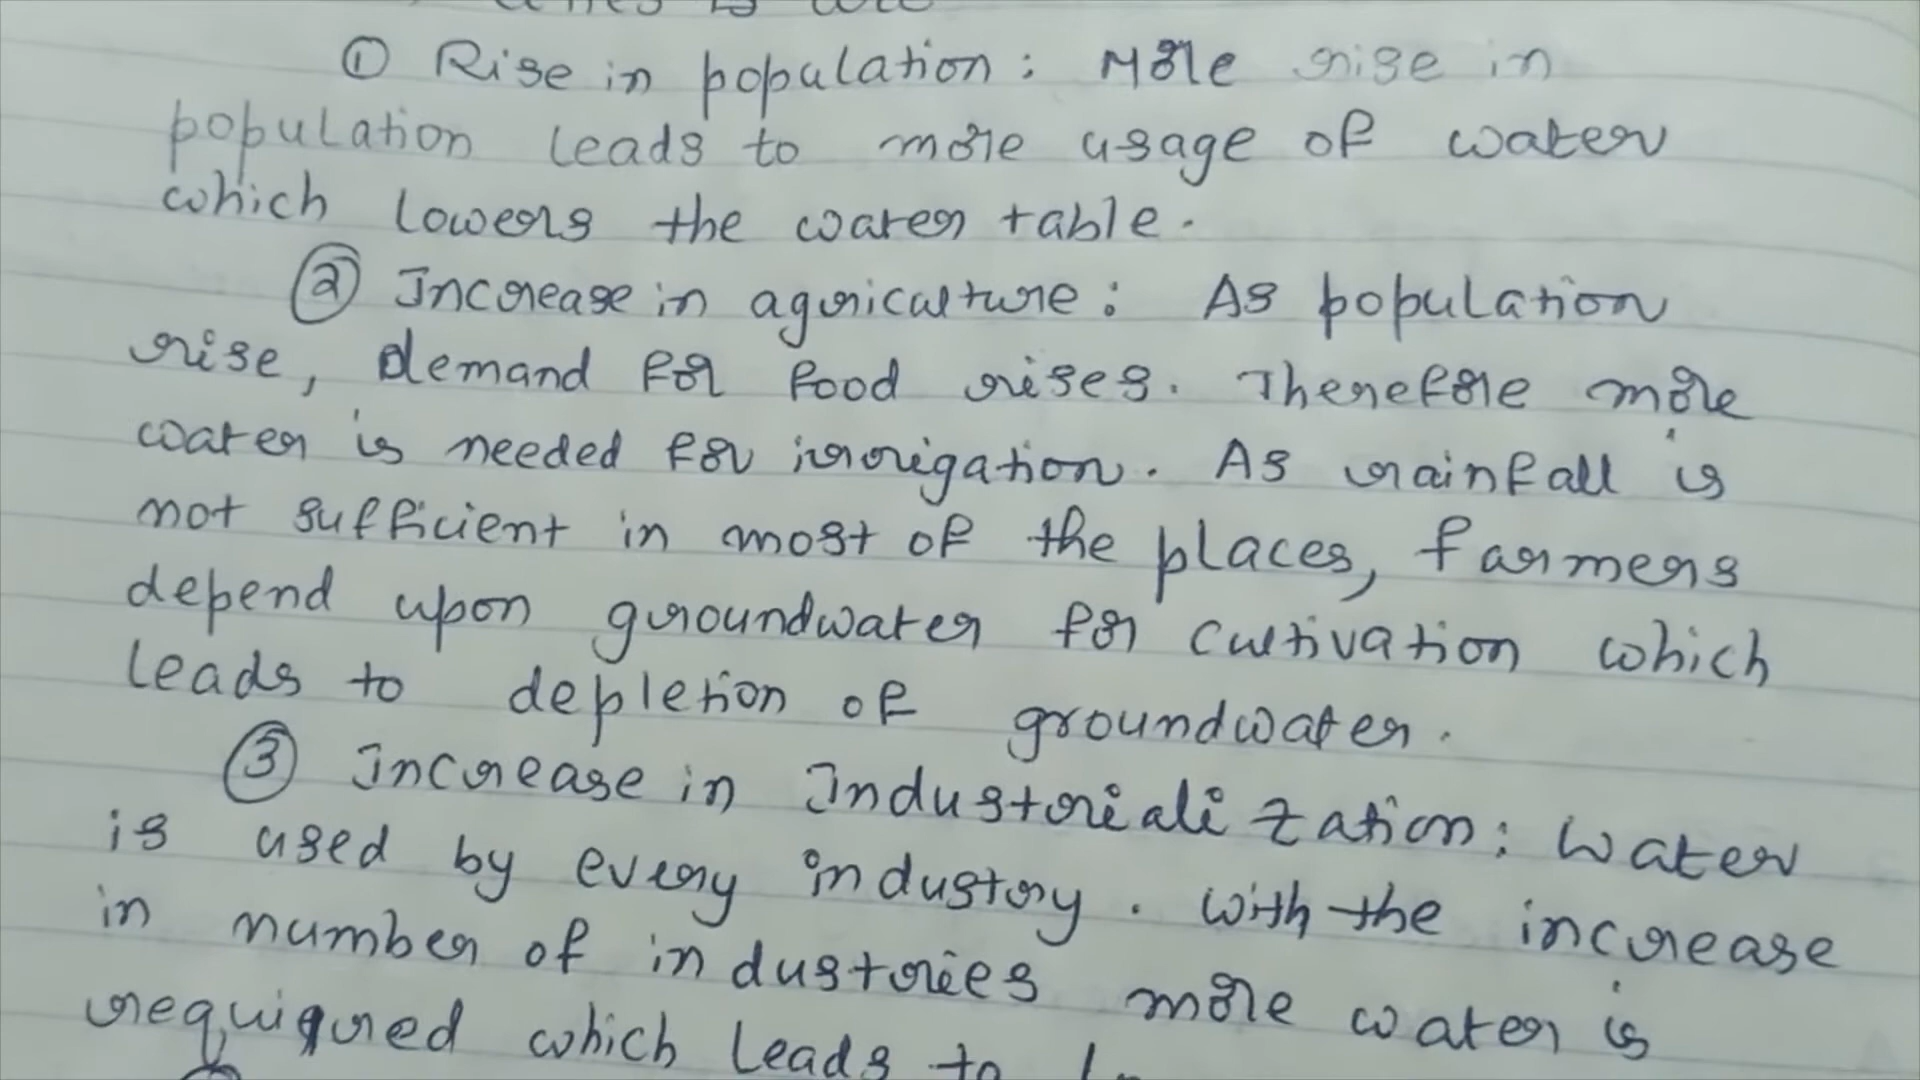 ① Rise in population : More rise in
population leads to more usage of water
which lowers the water table.
② Increase in agriculture : As population
rise, demand for food rises. Therefore more
water is needed for irrigation. As rainfall is
not sufficient in most of the places, farmers
depend upon groundwater for cultivation which
leads to depletion of groundwater.
③ Increase in Industrialization : Water
is used by every industry. With the increase
in number of industries more water is
required which leads to